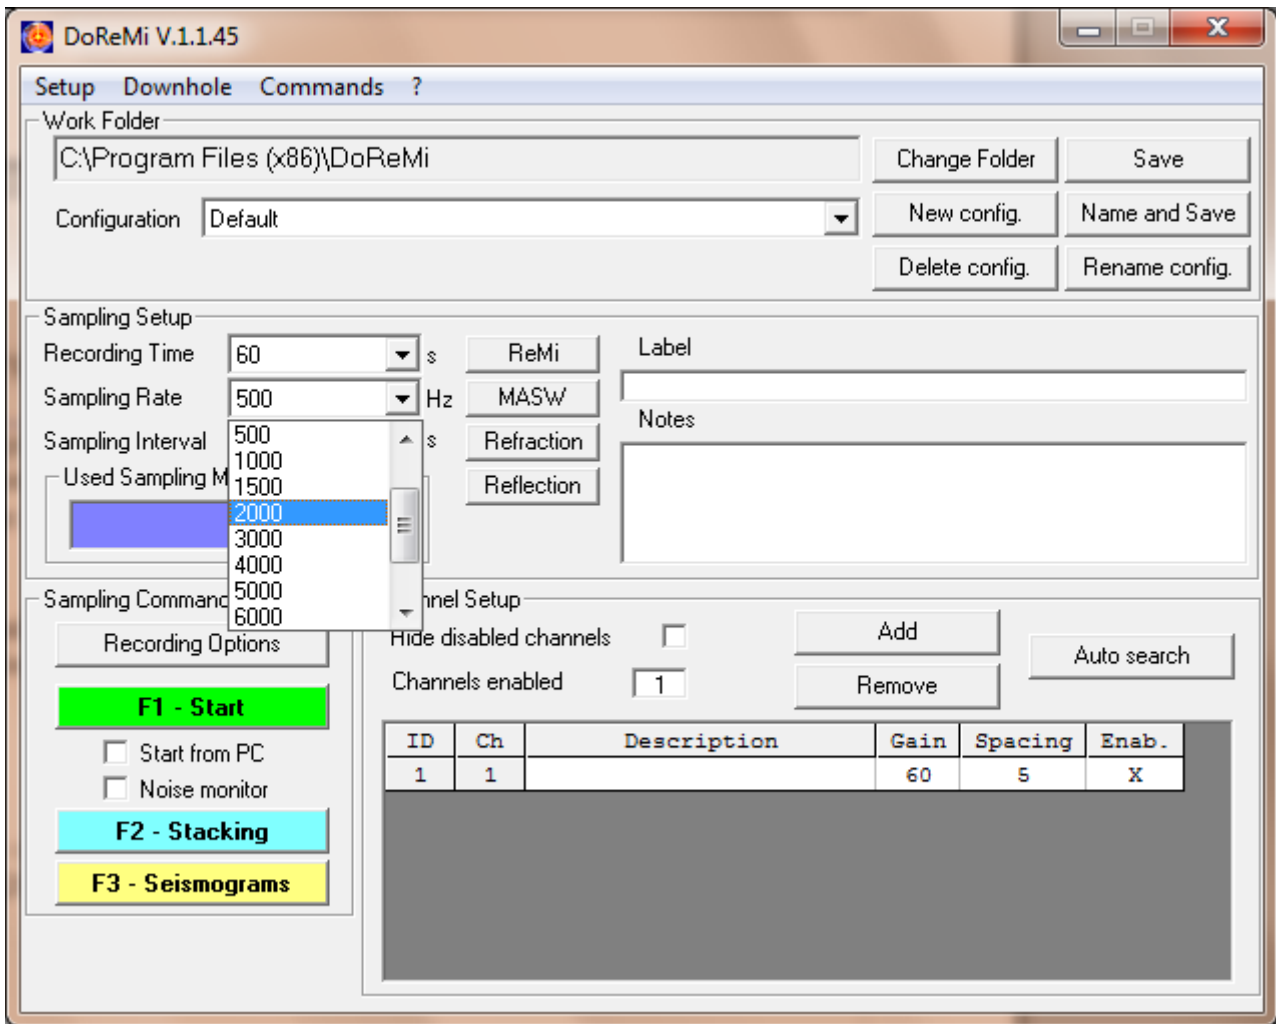 DoReMi V.1.1.45
Setup Downhole Commands ?
Work Folder
C:\Program Files (x86)\DoReMi
Change Folder
Save
Configuration
Default
New config.
Name and Save
Delete config.
Rename config.
Sampling Setup
Recording Time
60
s
ReMi
Label
Sampling Rate
500
Hz
MASW
Notes
Sampling Interval
s
Refraction
Used Sampling M
Reflection
500
1000
1500
2000
3000
4000
5000
6000
Sampling Command
nnel Setup
Recording Options
Hide disabled channels
Add
Auto search
Channels enabled
1
Remove
F1 - Start
Start from PC
Noise monitor
F2 - Stacking
F3 - Seismograms
ID Ch Description Gain Spacing Enab.
1 1 60 5 X